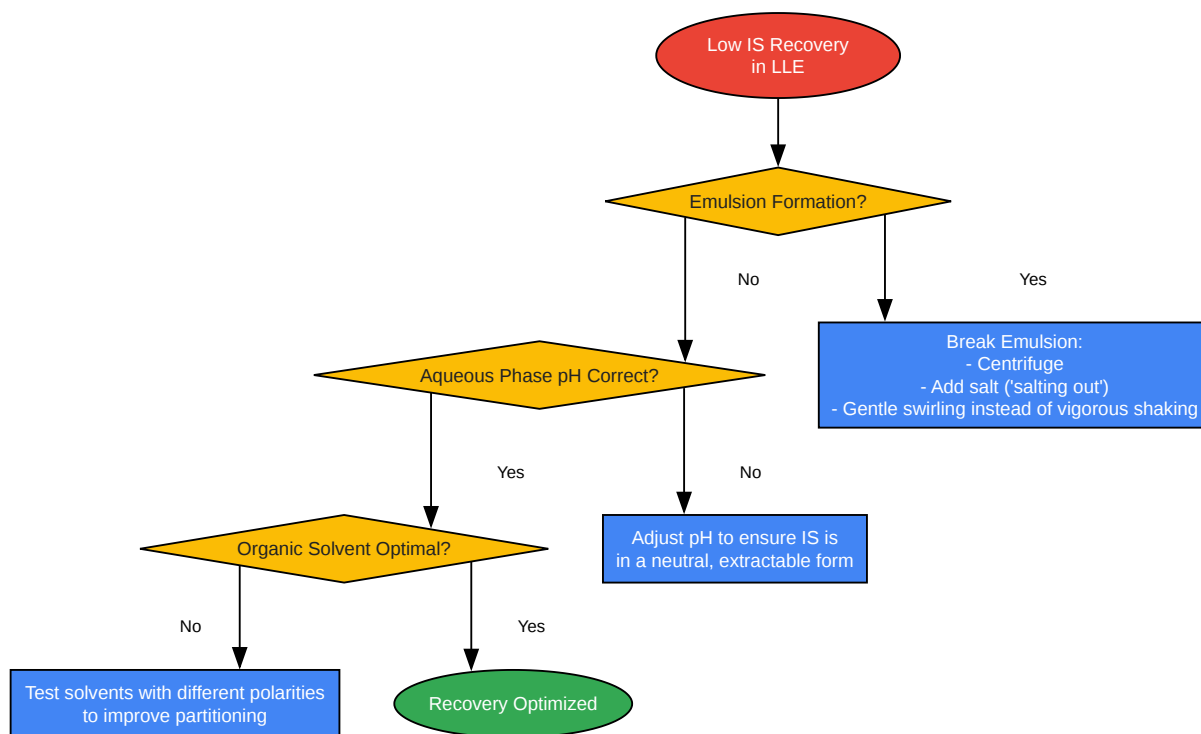 Low IS Recovery
in LLE
Emulsion Formation?
No
Yes
Break Emulsion:
- Centrifuge
- Add salt ('salting out')
- Gentle swirling instead of vigorous shaking
Aqueous Phase pH Correct?
Yes
No
Organic Solvent Optimal?
Adjust pH to ensure IS is
in a neutral, extractable form
No
Yes
Test solvents with different polarities
to improve partitioning
Recovery Optimized